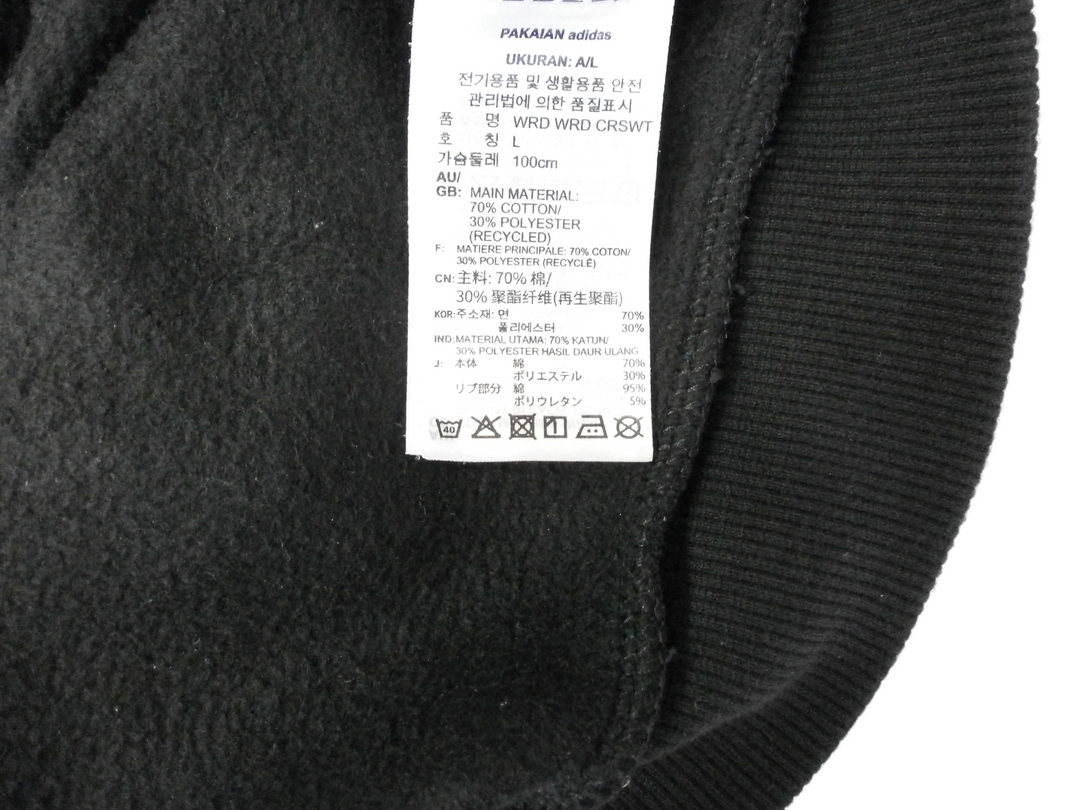 PAKAIAN adidas
UKURAN: A/L
전기용품 및 생활용품 안전
관리법에 의한 품질표시
품 명 WRD WRD CRSWT
호 칭 L
가슴둘레 100cm
AU/
GB: MAIN MATERIAL:
70% COTTON/
30% POLYESTER
(RECYCLED)
F: MATIERE PRINCIPALE: 70% COTON/
30% POLYESTER (RECYCLÉ)
CN: 主料: 70% 棉/
30% 聚酯纤维(再生聚酯)
KOR: 주소재: 면 70%
폴리에스터 30%
IND: MATERIAL UTAMA: 70% KATUN/
30% POLYESTER HASIL DAUR ULANG
J: 本体 綿 70%
ポリエステル 30%
リブ部分 綿 95%
ポリウレタン 5%
40